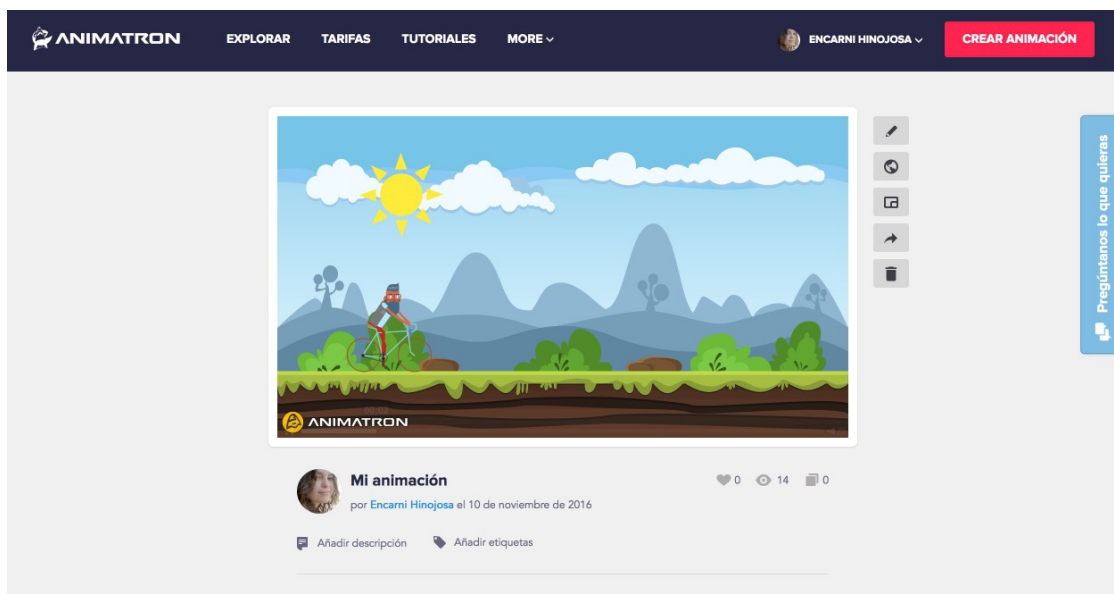 ANIMATRON EXPLORAR TARIFAS TUTORIALES MORE ENCARNI HINOJOSA CREAR ANIMACIÓN
Pregúntanos lo que quieras
ANIMATRON
Mi animación
0 14 0
por Encarni Hinojosa el 10 de noviembre de 2016
Añadir descripción Añadir etiquetas